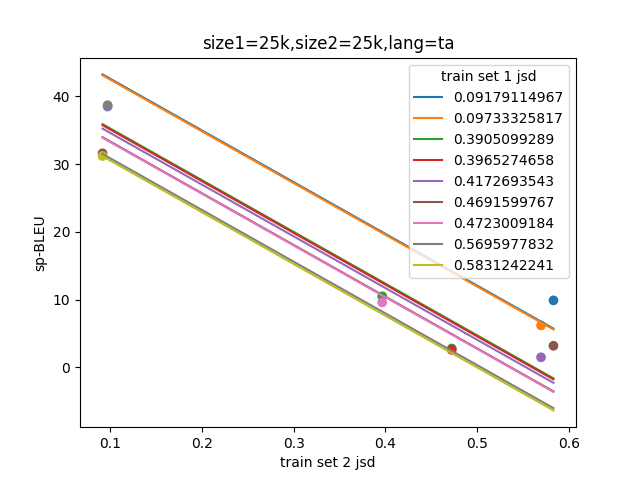 size1=25k,size2=25k,lang=ta
train set 1 jsd
0.09179114967
0.09733325817
0.3905099289
0.3965274658
0.4172693543
0.4691599767
0.4723009184
0.5695977832
0.5831242241
sp-BLEU
40
30
20
10
0
0.1 0.2 0.3 0.4 0.5 0.6
train set 2 jsd